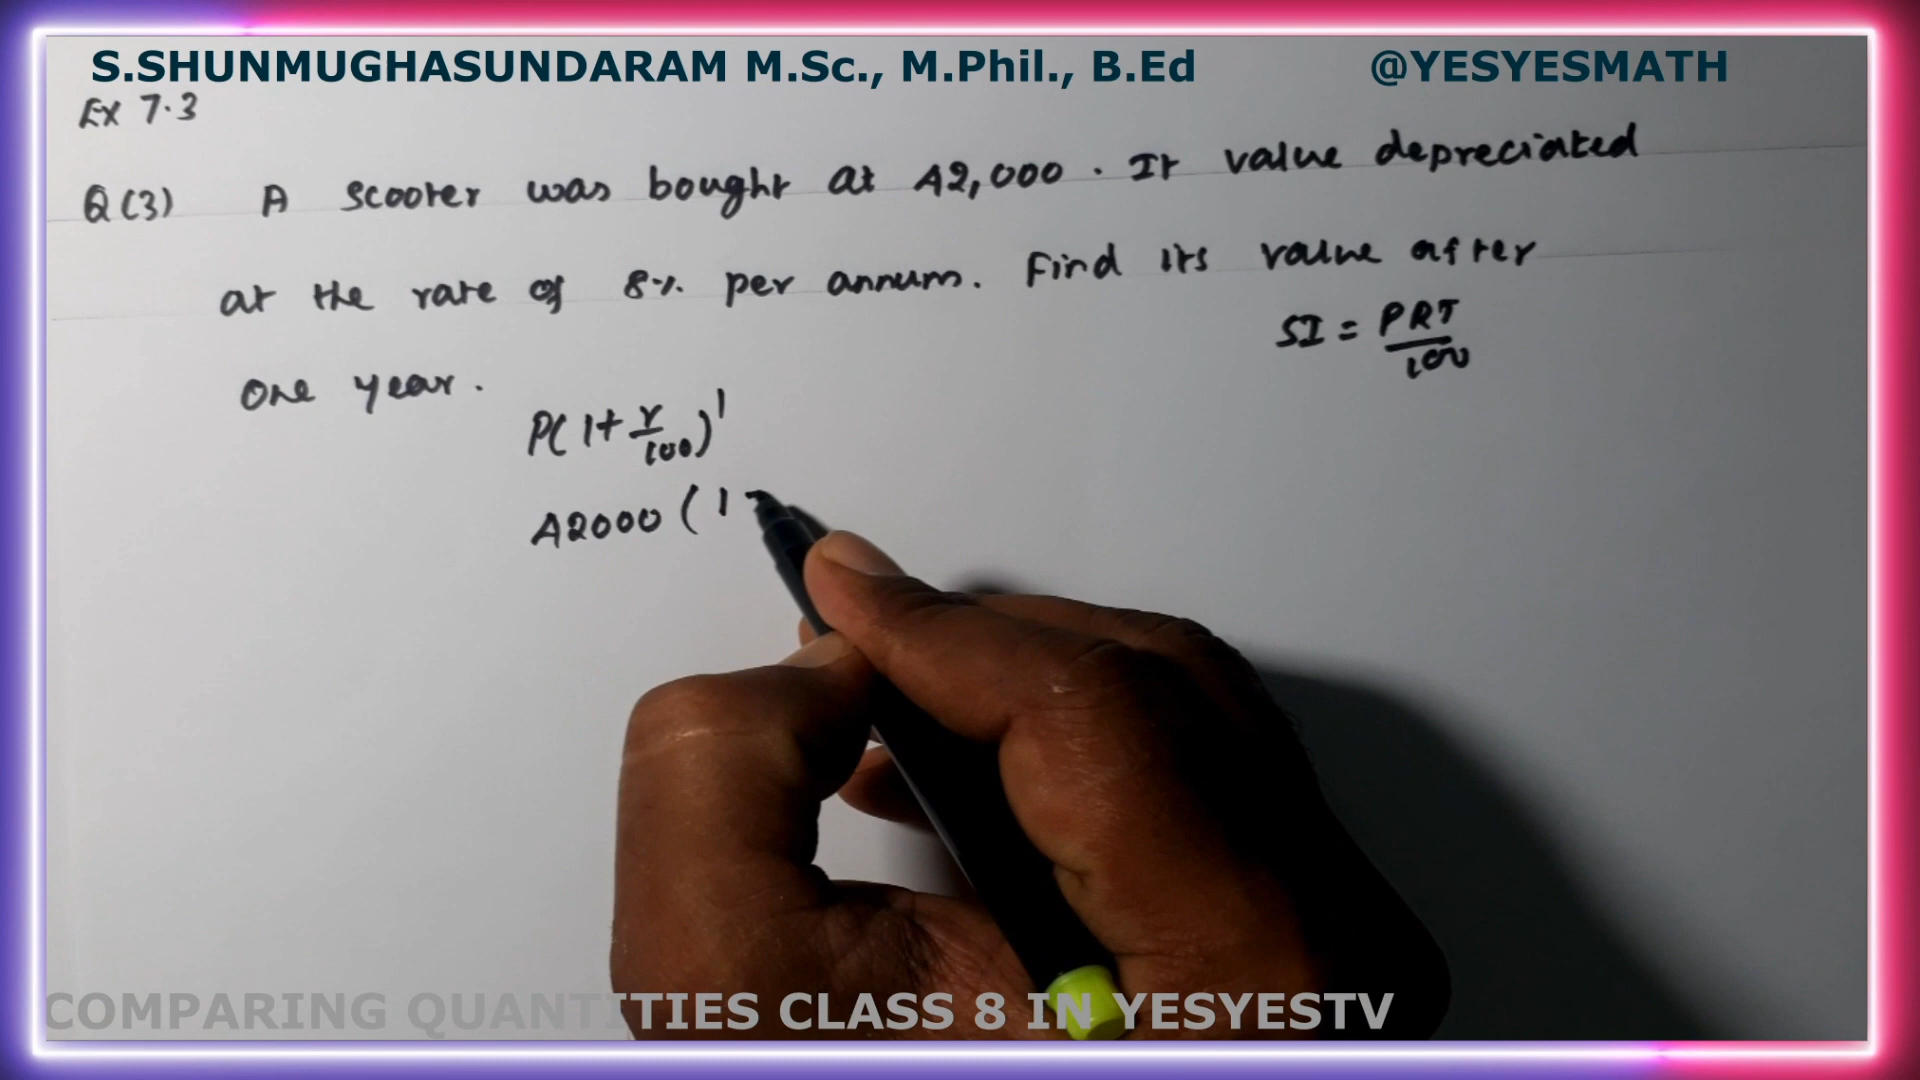 S.SHUNMUGHASUNDARAM M.Sc., M.Phil., B.Ed @YESYESMATH
Ex 7.3
Q(3) A scooter was bought at 42,000. It value depreciated
at the rate of 8% per annum. Find its value after
one year.
SI = PRT/100
P(1+r/100)^1
42000 (1 -
COMPARING QUANTITIES CLASS 8 IN YESYESTV